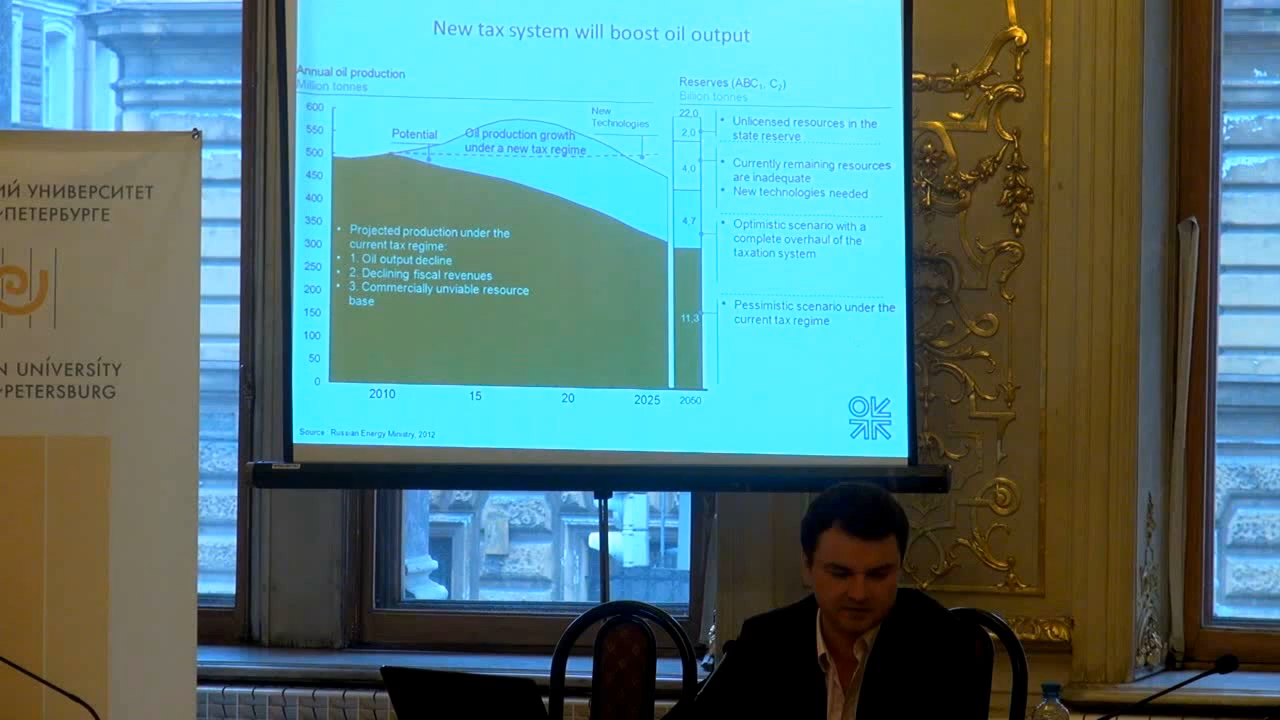 New tax system will boost oil output
Annual oil production
Million tonnes
600
550
500
450
400
350
300
250
200
150
100
50
0
Potential
Oil production growth
under a new tax regime
New
Technologies
• Projected production under the
current tax regime:
• 1. Oil output decline
• 2. Declining fiscal revenues
• 3. Commercially unviable resource
base
2010
15
20
2025
2050
Reserves (ABC₁, C₂)
Billion tonnes
22,0
2,0
4,0
4,7
11,3
• Unlicensed resources in the
state reserve
• Currently remaining resources
are inadequate
• New technologies needed
• Optimistic scenario with a
complete overhaul of the
taxation system
• Pessimistic scenario under the
current tax regime
Source : Russian Energy Ministry, 2012
ИЙ УНИВЕРСИТЕТ
ПЕТЕРБУРГЕ
N UNIVERSITY
PETERSBURG